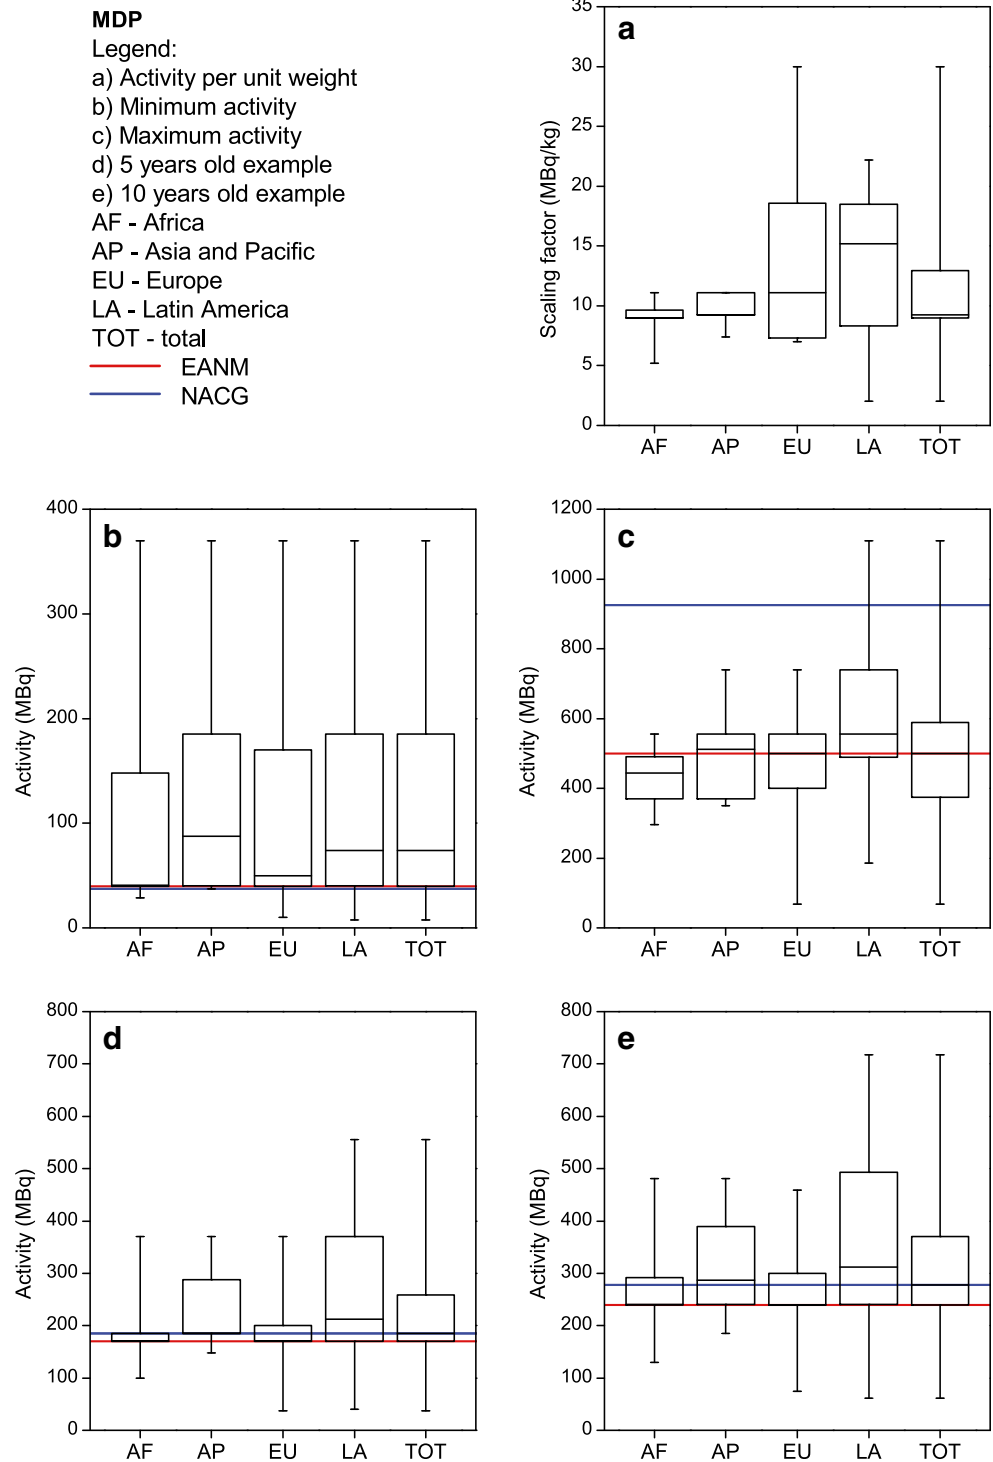 MDP
Legend:
a) Activity per unit weight
b) Minimum activity
c) Maximum activity
d) 5 years old example
e) 10 years old example
AF - Africa
AP - Asia and Pacific
EU - Europe
LA - Latin America
TOT - total
EANM
NACG
a
Scaling factor (MBq/kg)
35
30
25
20
15
10
5
0
AF AP EU LA TOT
b
Activity (MBq)
400
300
200
100
0
AF AP EU LA TOT
c
Activity (MBq)
1200
1000
800
600
400
200
0
AF AP EU LA TOT
d
Activity (MBq)
800
700
600
500
400
300
200
100
0
AF AP EU LA TOT
e
Activity (MBq)
800
700
600
500
400
300
200
100
0
AF AP EU LA TOT